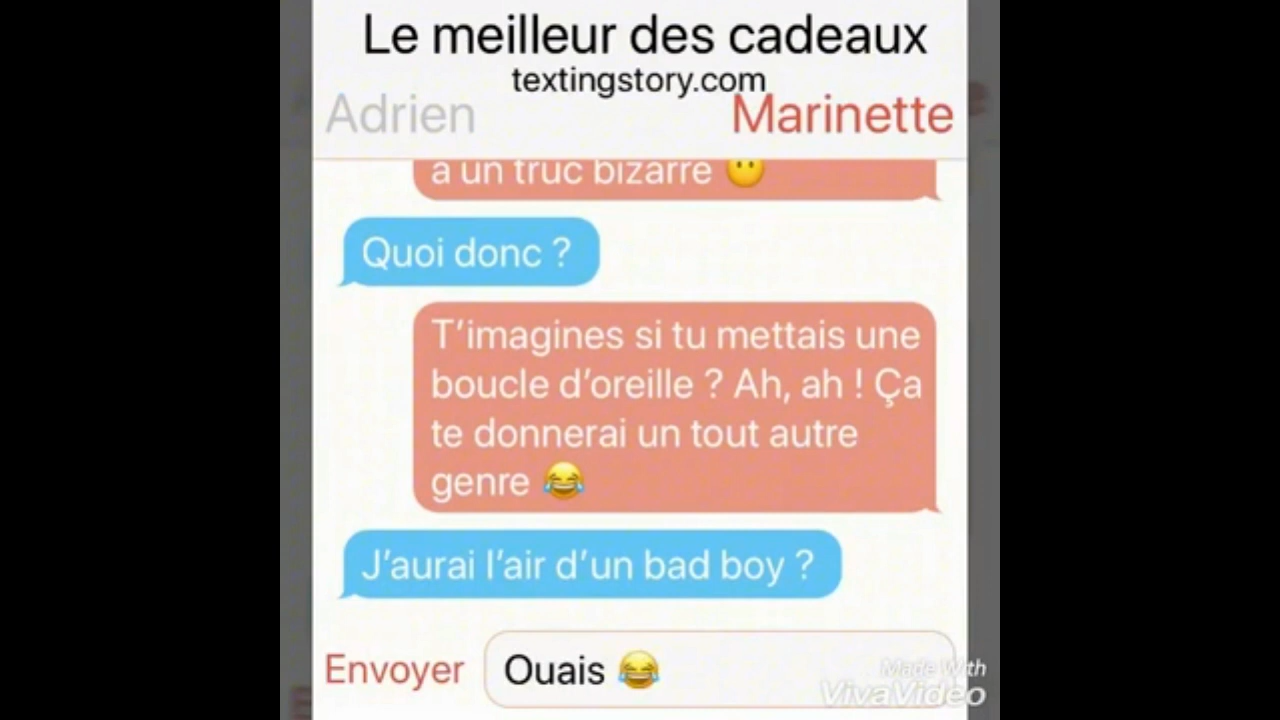 Le meilleur des cadeaux
textingstory.com
Adrien Marinette
a un truc bizarre 😶
Quoi donc ?
T’imagines si tu mettais une
boucle d’oreille ? Ah, ah ! Ça
te donnerai un tout autre
genre 😂
J’aurai l’air d’un bad boy ?
Envoyer Ouais 😂
Made With
VivaVideo